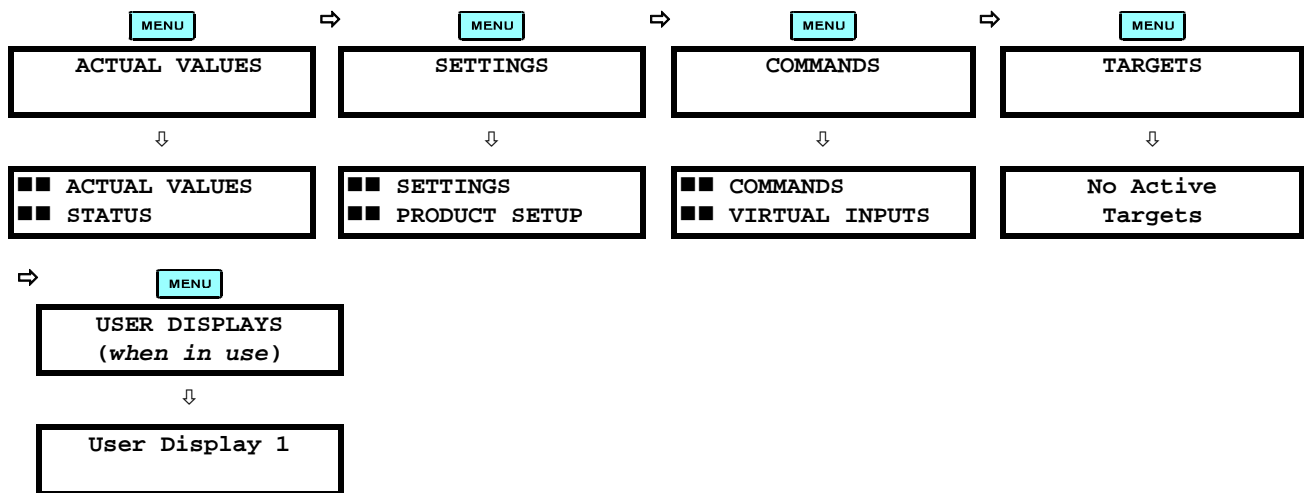 MENU
MENU
MENU
MENU
ACTUAL VALUES
SETTINGS
COMMANDS
TARGETS
ACTUAL VALUES
STATUS
SETTINGS
PRODUCT SETUP
COMMANDS
VIRTUAL INPUTS
No Active
Targets
MENU
USER DISPLAYS
(when in use)
User Display 1